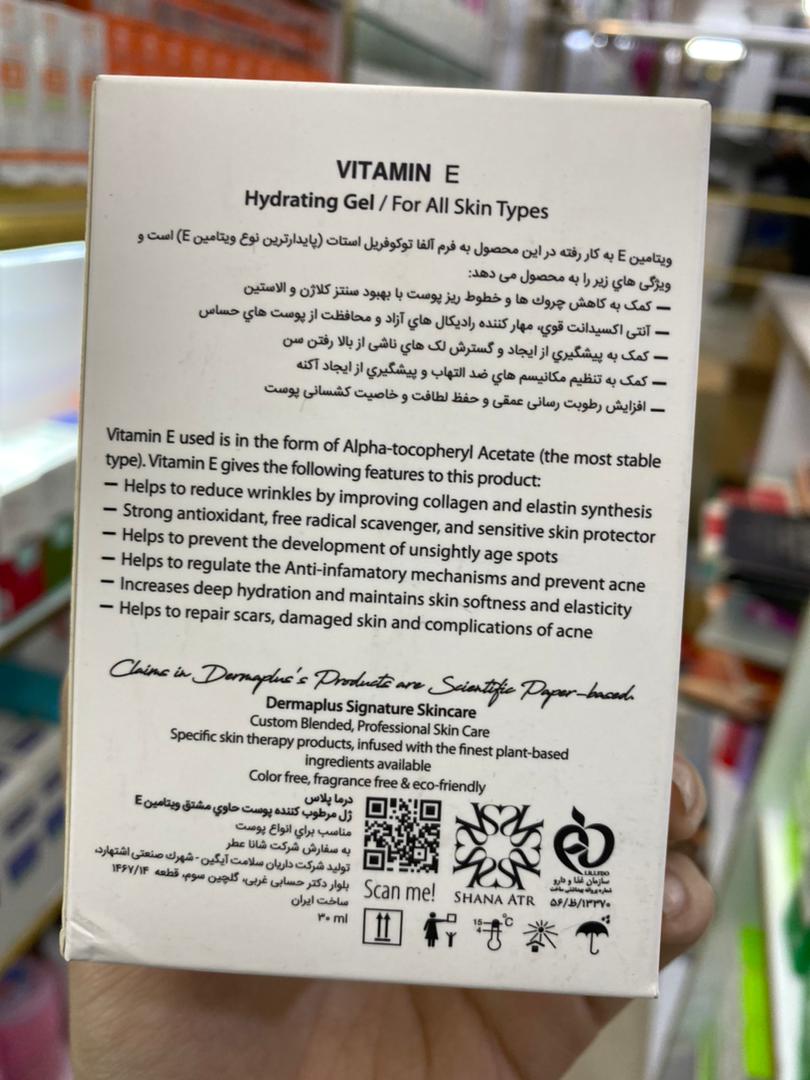 VITAMIN E
Hydrating Gel / For All Skin Types
ویتامین E به کار رفته در این محصول به فرم آلفا توکوفریل استات (پایدارترین نوع ویتامین E) است و
ویژگی هاي زیر را به محصول می دهد:
— کمک به کاهش چروك ها و خطوط ریز پوست با بهبود سنتز کلاژن و الاستین
— آنتی اکسیدانت قوي، مهار کننده رادیکال هاي آزاد و محافظت از پوست هاي حساس
— کمک به پیشگیري از ایجاد و گسترش لک هاي ناشی از بالا رفتن سن
— کمک به تنظیم مکانیسم هاي ضد التهاب و پیشگیري از ایجاد آکنه
— افزایش رطوبت رسانی عمقی و حفظ لطافت و خاصیت کشسانی پوست
Vitamin E used is in the form of Alpha-tocopheryl Acetate (the most stable
type). Vitamin E gives the following features to this product:
— Helps to reduce wrinkles by improving collagen and elastin synthesis
— Strong antioxidant, free radical scavenger, and sensitive skin protector
— Helps to prevent the development of unsightly age spots
— Helps to regulate the Anti-infamatory mechanisms and prevent acne
— Increases deep hydration and maintains skin softness and elasticity
— Helps to repair scars, damaged skin and complications of acne
Claims in Dermaplus's Products are Scientific Paper-based.
Dermaplus Signature Skincare
Custom Blended, Professional Skin Care
Specific skin therapy products, infused with the finest plant-based
ingredients available
Color free, fragrance free & eco-friendly
درما پلاس
ژل مرطوب کننده پوست حاوي مشتق ویتامین E
مناسب براي انواع پوست
به سفارش شرکت شانا عطر
تولید شرکت داریان سلامت آیگین - شهرك صنعتی اشتهارد،
بلوار دکتر حسابی غربی، گلچین سوم، قطعه ۱۴۶۷/۱۴
ساخت ایران
۳۰ ml
Scan me!
SHANA ATR
I.R.I.FDO
سازمان غذا و دارو
شماره پروانه بهداشتی ساخت
۵۶/ظ/۱۳۳۷۰
15
4
°C